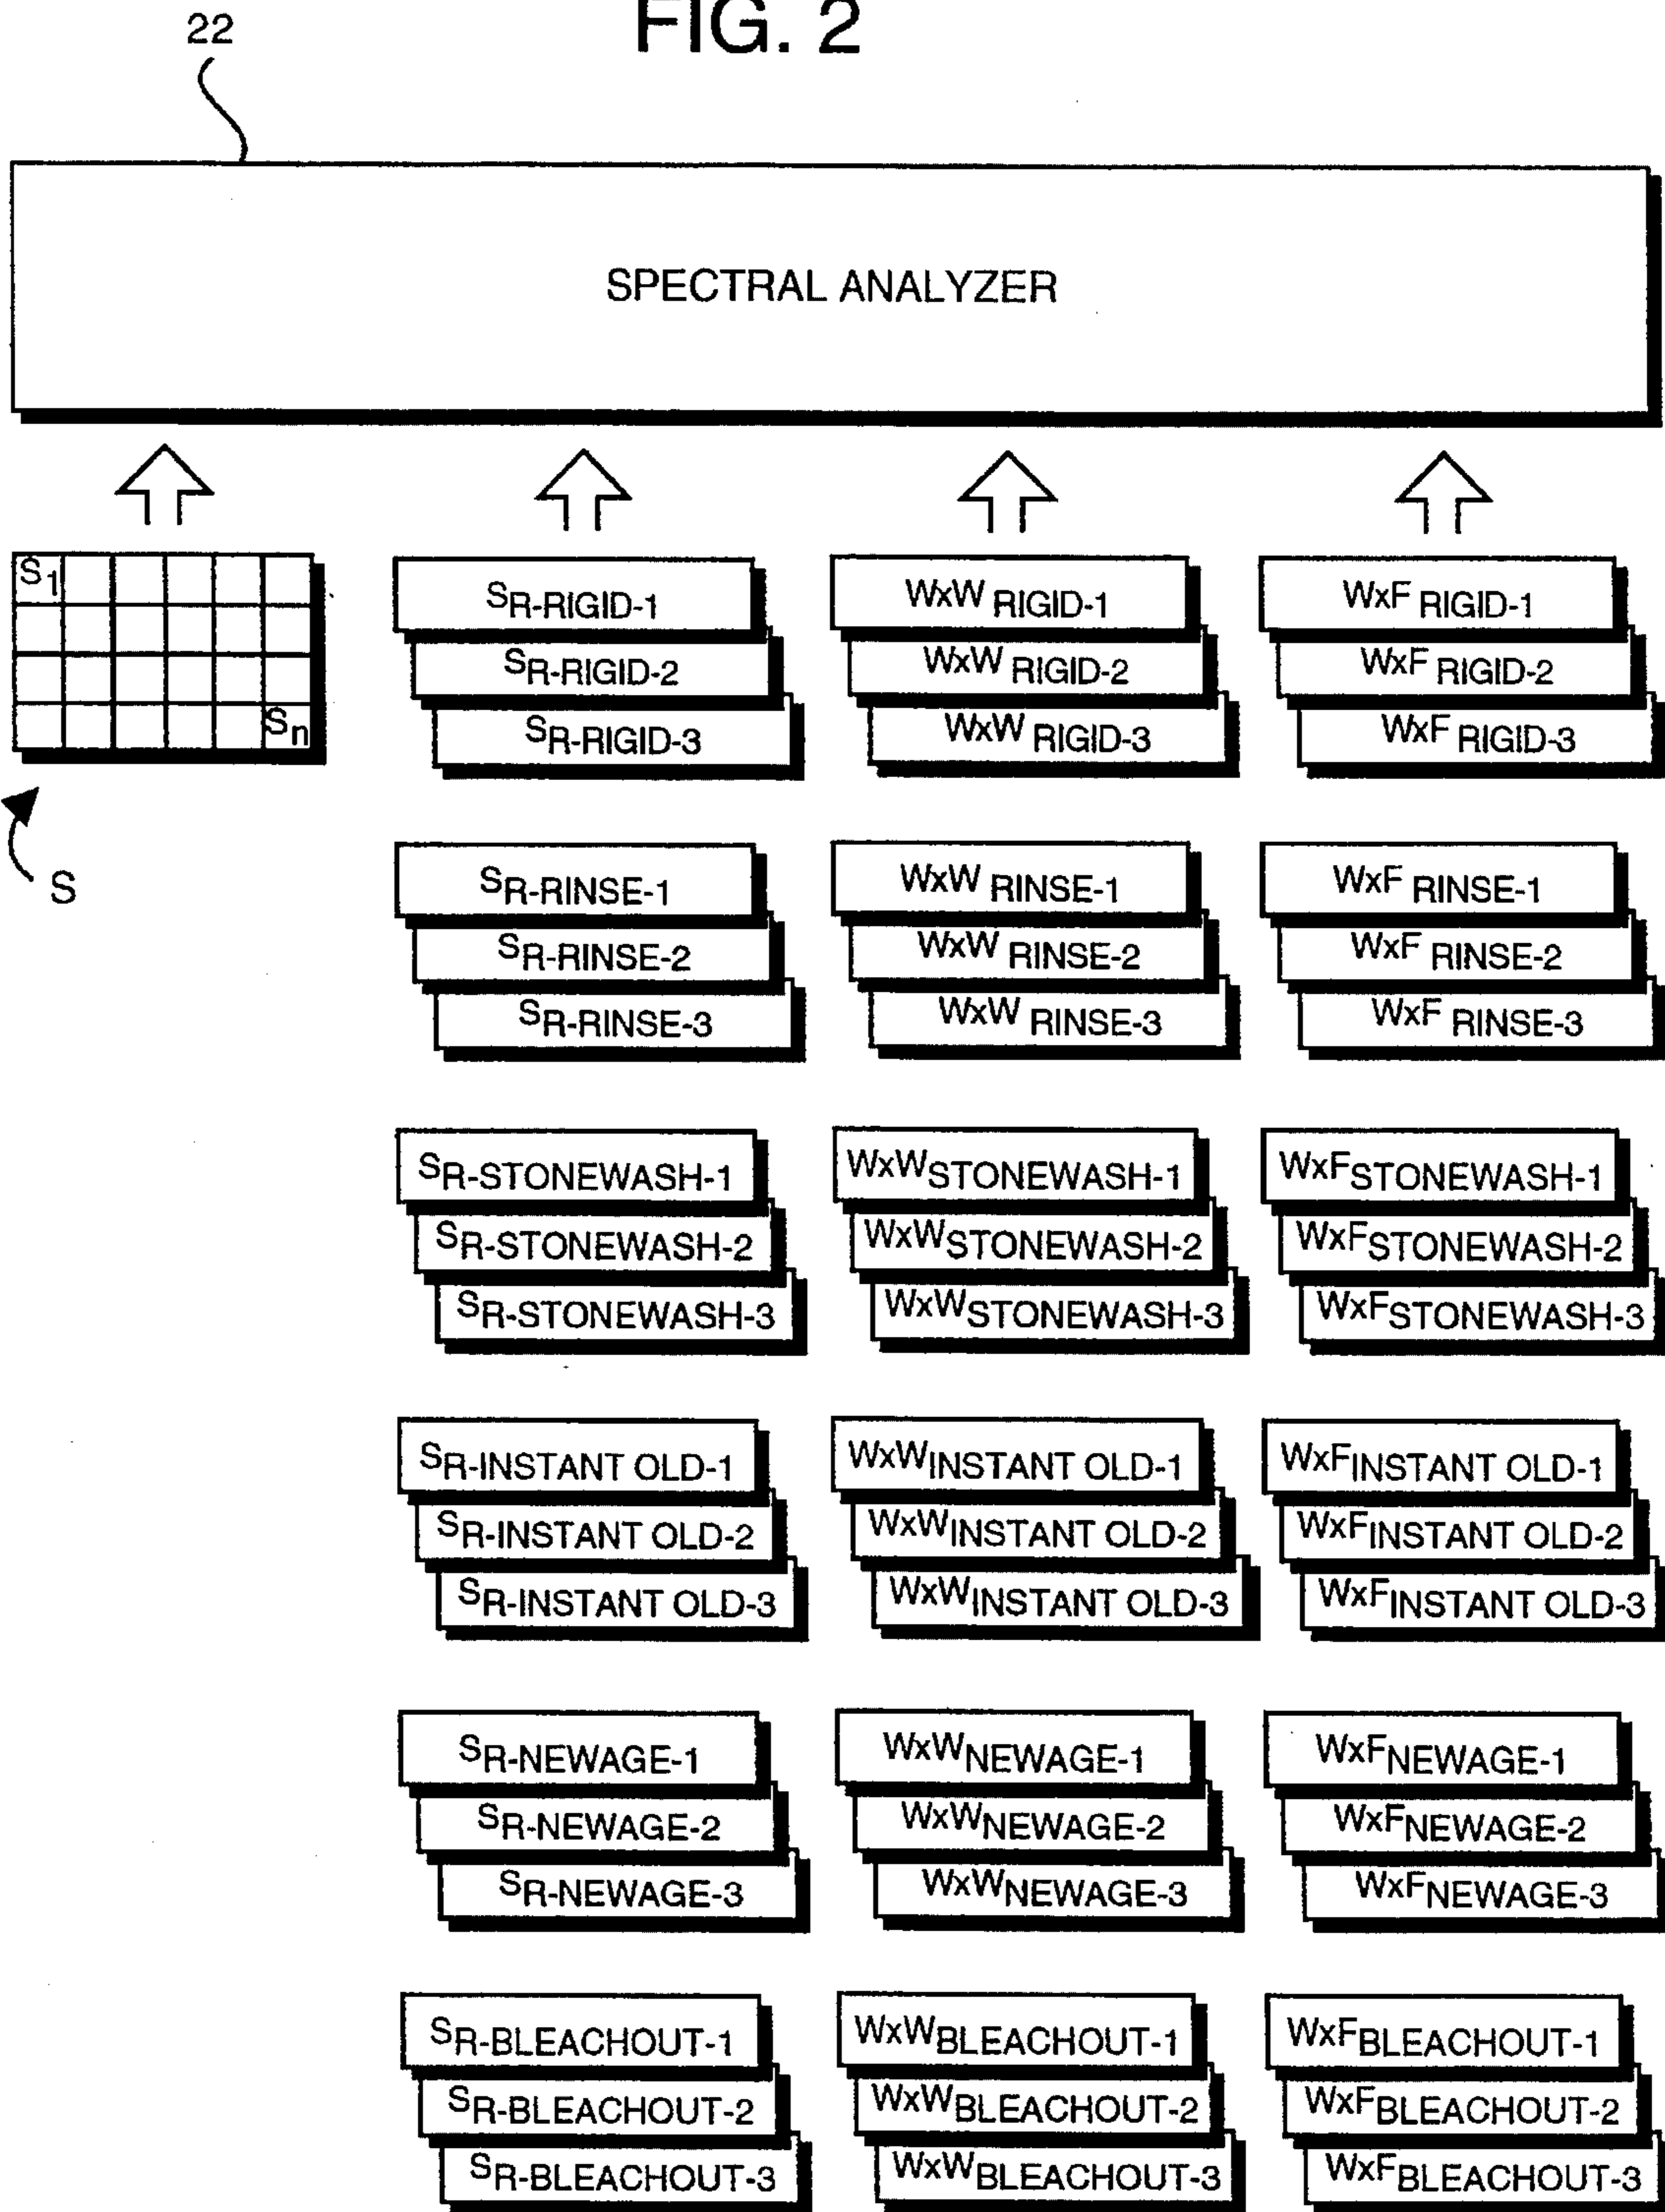 FIG. 2
22
SPECTRAL ANALYZER
S1
Sn
S
SR-RIGID-1
SR-RIGID-2
SR-RIGID-3
WxW RIGID-1
WxW RIGID-2
WxW RIGID-3
WxF RIGID-1
WxF RIGID-2
WxF RIGID-3
SR-RINSE-1
SR-RINSE-2
SR-RINSE-3
WxW RINSE-1
WxW RINSE-2
WxW RINSE-3
WxF RINSE-1
WxF RINSE-2
WxF RINSE-3
SR-STONEWASH-1
SR-STONEWASH-2
SR-STONEWASH-3
WxWSTONEWASH-1
WxWSTONEWASH-2
WxWSTONEWASH-3
WxFSTONEWASH-1
WxFSTONEWASH-2
WxFSTONEWASH-3
SR-INSTANT OLD-1
SR-INSTANT OLD-2
SR-INSTANT OLD-3
WxWINSTANT OLD-1
WxWINSTANT OLD-2
WxWINSTANT OLD-3
WxFINSTANT OLD-1
WxFINSTANT OLD-2
WxFINSTANT OLD-3
SR-NEWAGE-1
SR-NEWAGE-2
SR-NEWAGE-3
WxWNEWAGE-1
WxWNEWAGE-2
WxWNEWAGE-3
WxFNEWAGE-1
WxFNEWAGE-2
WxFNEWAGE-3
SR-BLEACHOUT-1
SR-BLEACHOUT-2
SR-BLEACHOUT-3
WxWBLEACHOUT-1
WxWBLEACHOUT-2
WxWBLEACHOUT-3
WxFBLEACHOUT-1
WxFBLEACHOUT-2
WxFBLEACHOUT-3